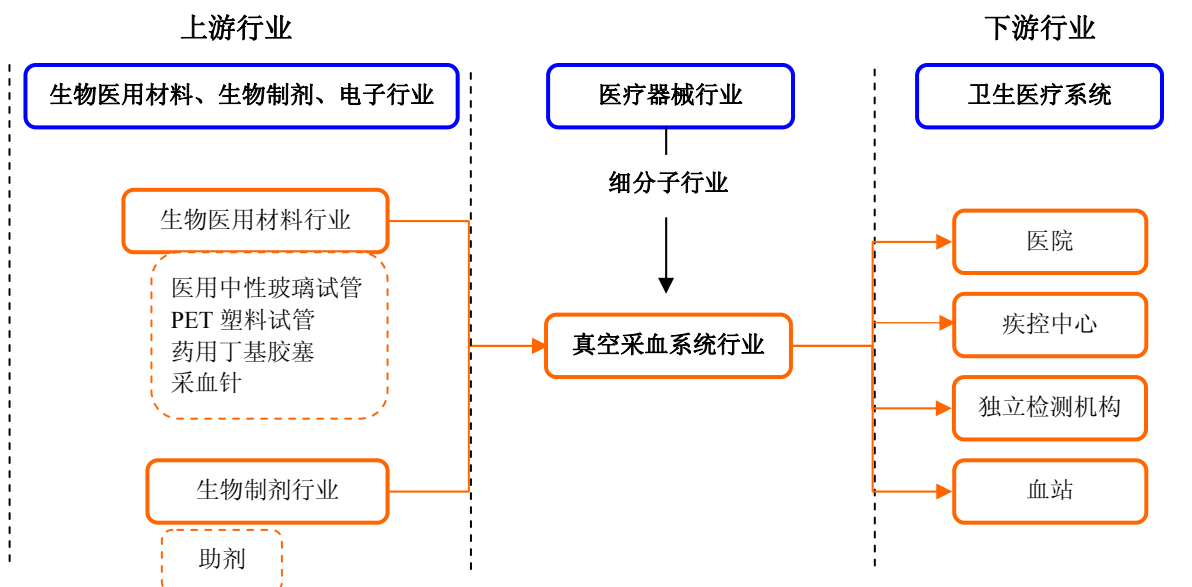 上游行业
下游行业
生物医用材料、生物制剂、电子行业
医疗器械行业
卫生医疗系统
细分子行业
生物医用材料行业
医用中性玻璃试管
PET 塑料试管
药用丁基胶塞
采血针
真空采血系统行业
生物制剂行业
助剂
医院
疾控中心
独立检测机构
血站